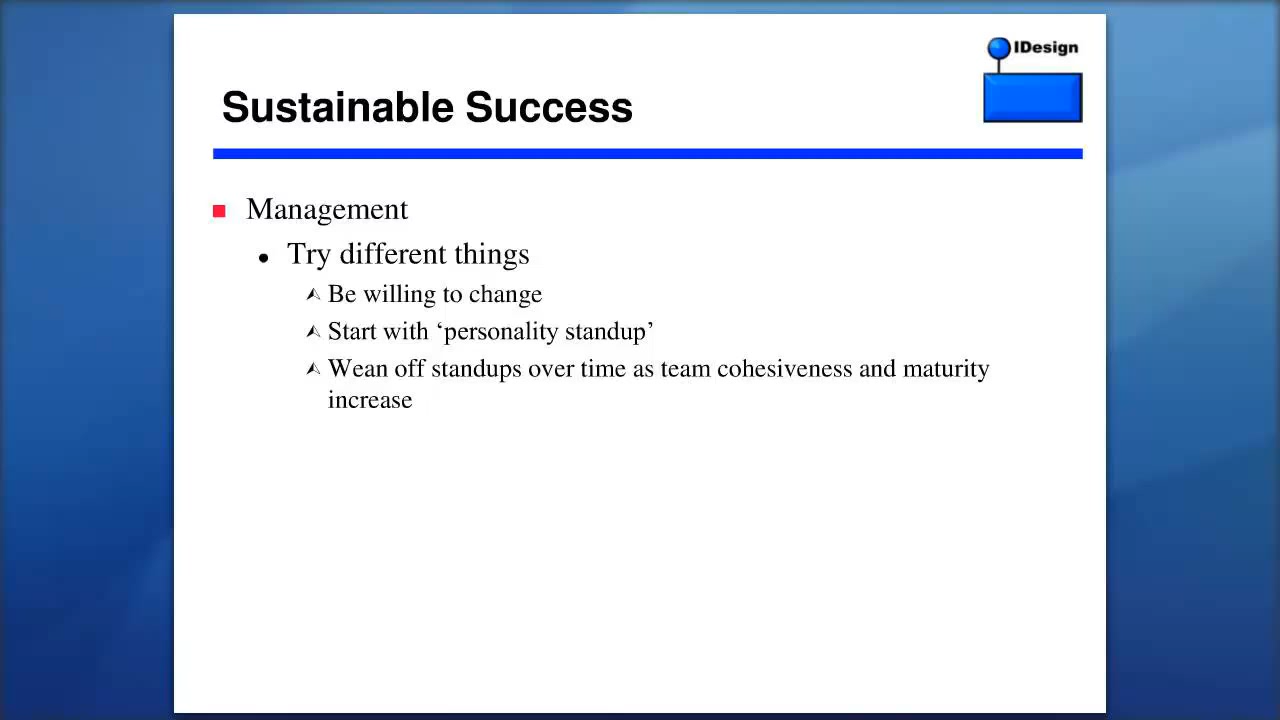 IDesign
Sustainable Success
Management
Try different things
Be willing to change
Start with ‘personality standup’
Wean off standups over time as team cohesiveness and maturity
increase